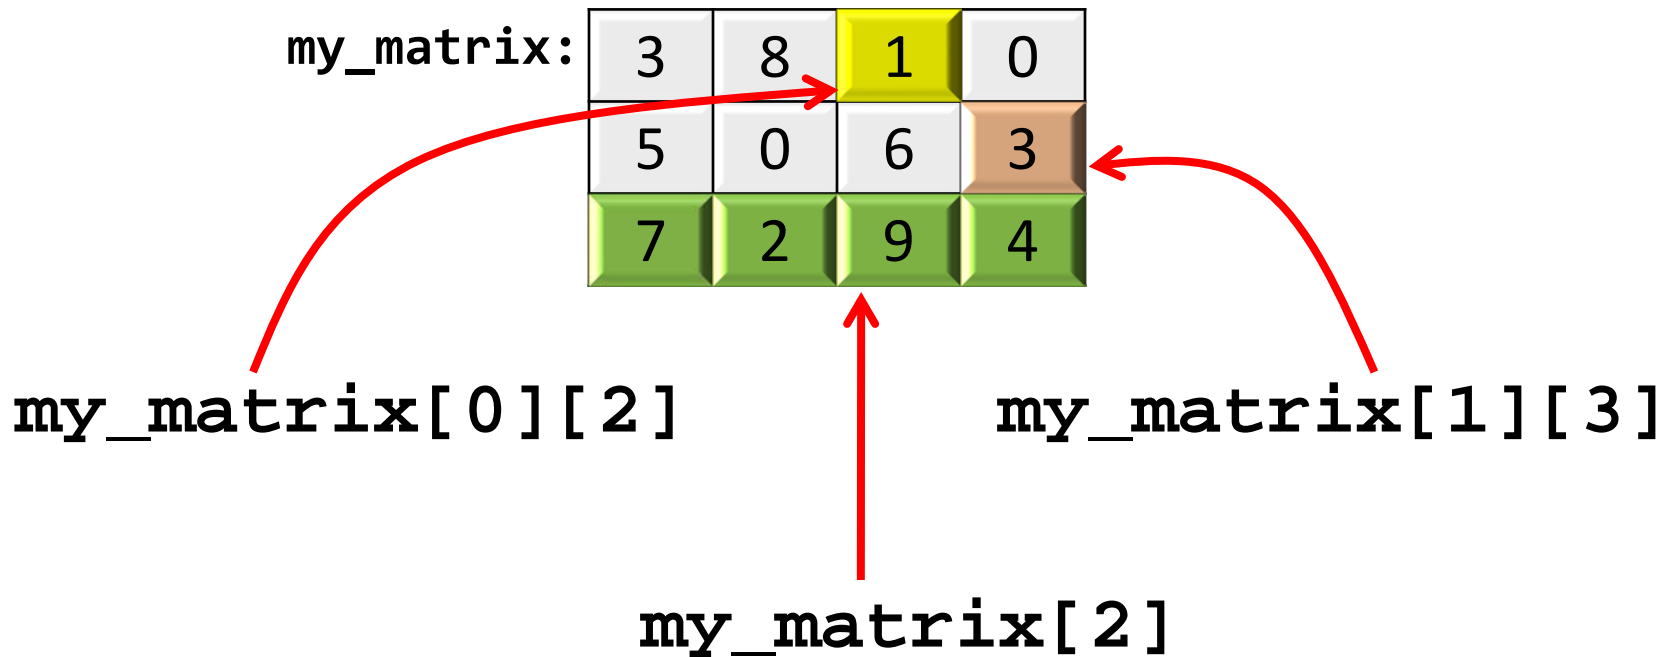 my_matrix: 3 8 1 0
5 0 6 3
7 2 9 4
my_matrix[0][2] my_matrix[1][3]
my_matrix[2]